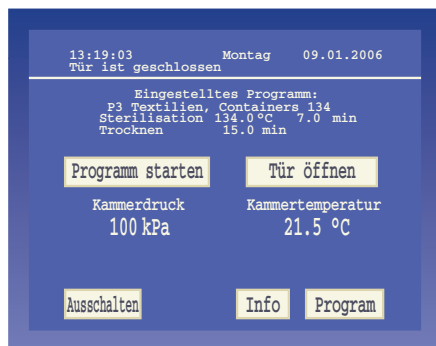 13:19:03 Montag 09.01.2006
Tür ist geschlossen
Eingestelltes Programm:
P3 Textilien, Containers 134
Sterilisation 134.0 °C 7.0 min
Trocknen 15.0 min
Programm starten Tür öffnen
Kammerdruck Kammertemperatur
100 kPa 21.5 °C
Ausschalten Info Program